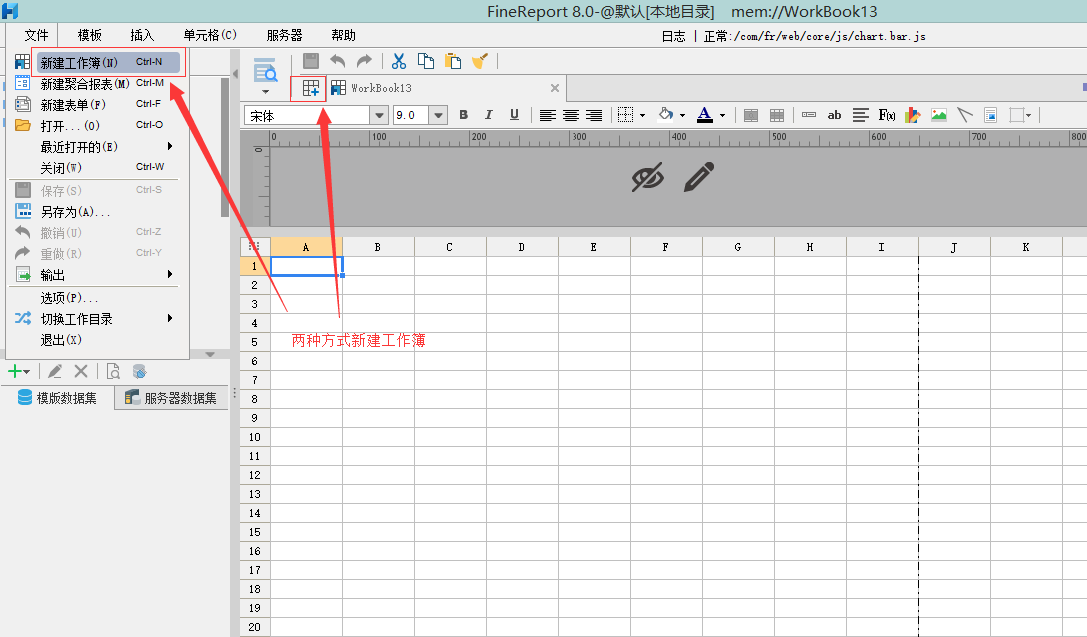 FineReport 8.0-@默认[本地目录] mem://WorkBook13
文件 模板 插入 单元格(C) 服务器 帮助 日志 | 正常:/com/fr/web/core/js/chart.bar.js
新建工作簿(N) Ctrl-N
新建聚合报表(M) Ctrl-M
新建表单(F) Ctrl-F
打开...(O) Ctrl-O
最近打开的(E)
关闭(W) Ctrl-W
保存(S) Ctrl-S
另存为(A)...
撤销(U) Ctrl-Z
重做(R) Ctrl-Y
输出
选项(P)...
切换工作目录
退出(X)
模版数据集 服务器数据集
WorkBook13
宋体 9.0 B I U ab F(x)
0 100 200 300 400 500 600 700 800
0
A B C D E F G H I J K
1
2
3
4
两种方式新建工作簿
5
6
7
8
9
10
11
12
13
14
15
16
17
18
19
20